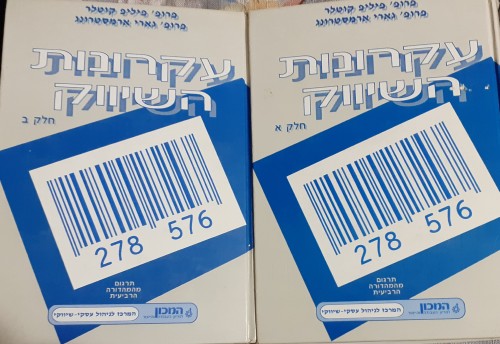 פרופ' פיליפ קוטלר
פרופ' גארי ארמסטרונג
עקרונות
השיווק
חלק א
576 278
תרגום
מהמהדורה
הרביעית
המכון
המרכז לניהול עסקי-שיווקי
פרופ' פיליפ קוטלר
פרופ' גארי ארמסטרונג
עקרונות
השיווק
חלק ב
576 278
תרגום
מהמהדורה
הרביעית
המכון
המרכז לניהול עסקי-שיווקי